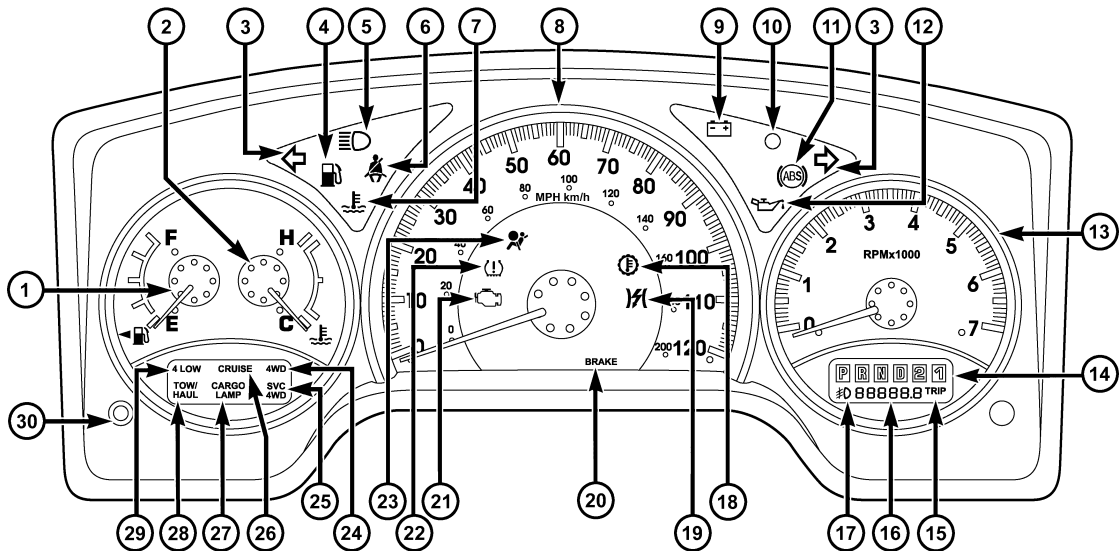 2 3 4 5 6 7 8 9 10 11 3 12
60
50 70
40 80
80 100 120
MPH km/h
30 90
60 140
3 4
2 5
RPMx1000
13
F H
20 100
40 160
1
1 6
10 110
20
E C
0 7
0 120
0 200
BRAKE
4 LOW CRUISE 4WD
TOW/ CARGO SVC
HAUL LAMP 4WD
P R N D 2 1
14
88888.8 TRIP
30
29 28 27 26 25 24 23 22 21 20 19 18 17 16 15
(ABS)